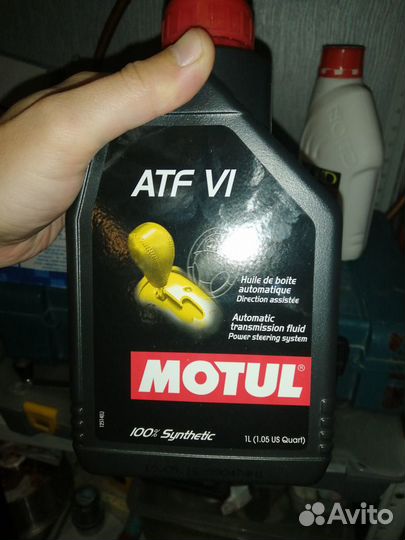 ATF VI
Huile de boîte
automatique
Direction assistée
Automatic
transmission fluid
Power steering system
MOTUL®
100% Synthetic
1L (1.05 US Quart)
Avito